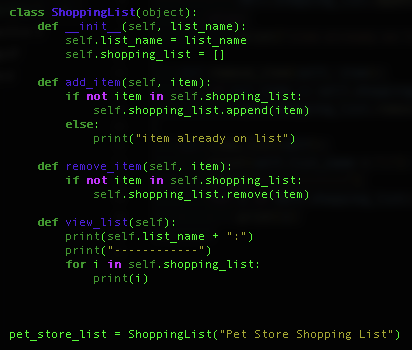 class ShoppingList(object):
    def __init__(self, list_name):
        self.list_name = list_name
        self.shopping_list = []

    def add_item(self, item):
        if not item in self.shopping_list:
            self.shopping_list.append(item)
        else:
            print("item already on list")

    def remove_item(self, item):
        if not item in self.shopping_list:
            self.shopping_list.remove(item)

    def view_list(self):
        print(self.list_name + ":")
        print("------------")
        for i in self.shopping_list:
            print(i)

pet_store_list = ShoppingList("Pet Store Shopping List")